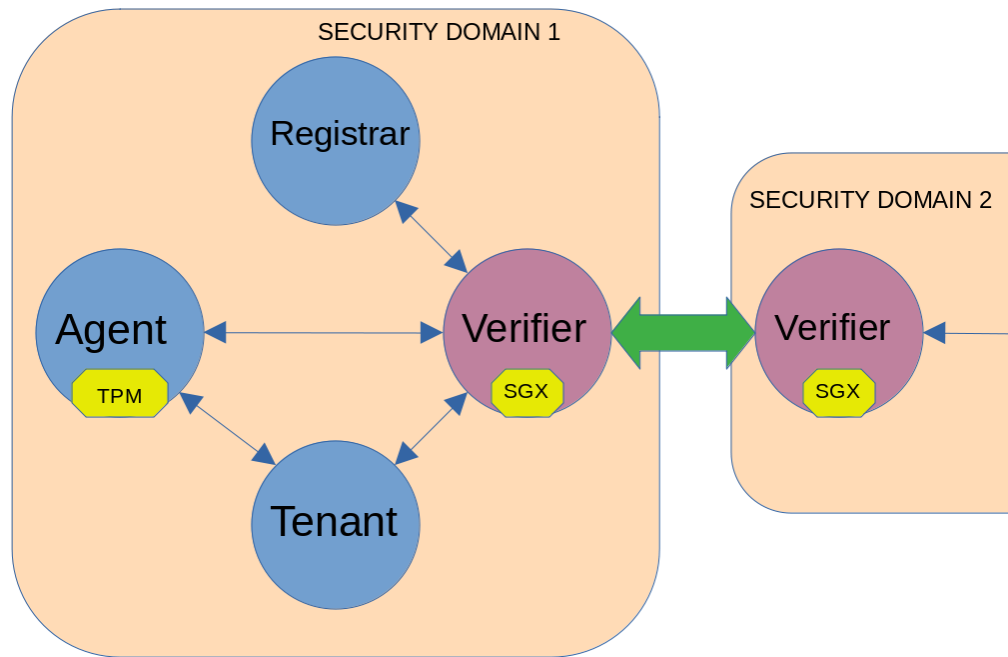 SECURITY DOMAIN 1
Registrar
SECURITY DOMAIN 2
Agent
TPM
Verifier
SGX
Verifier
SGX
Tenant